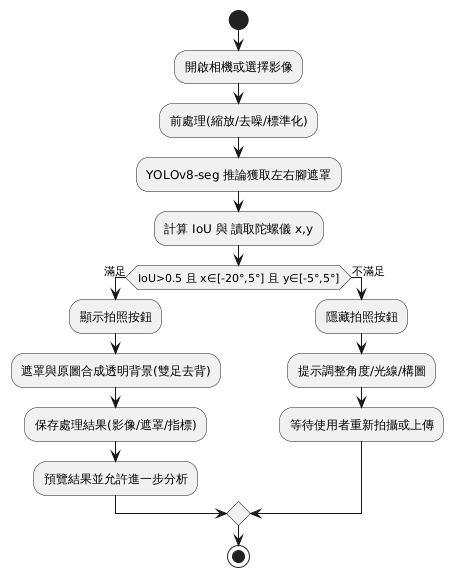 開啟相機或選擇影像
前處理(縮放/去噪/標準化)
YOLOv8-seg 推論獲取左右腳遮罩
計算 IoU 與 讀取陀螺儀 x,y
滿足
IoU>0.5 且 x∈[-20°,5°] 且 y∈[-5°,5°]
不滿足
顯示拍照按鈕
隱藏拍照按鈕
遮罩與原圖合成透明背景(雙足去背)
提示調整角度/光線/構圖
保存處理結果(影像/遮罩/指標)
等待使用者重新拍攝或上傳
預覽結果並允許進一步分析